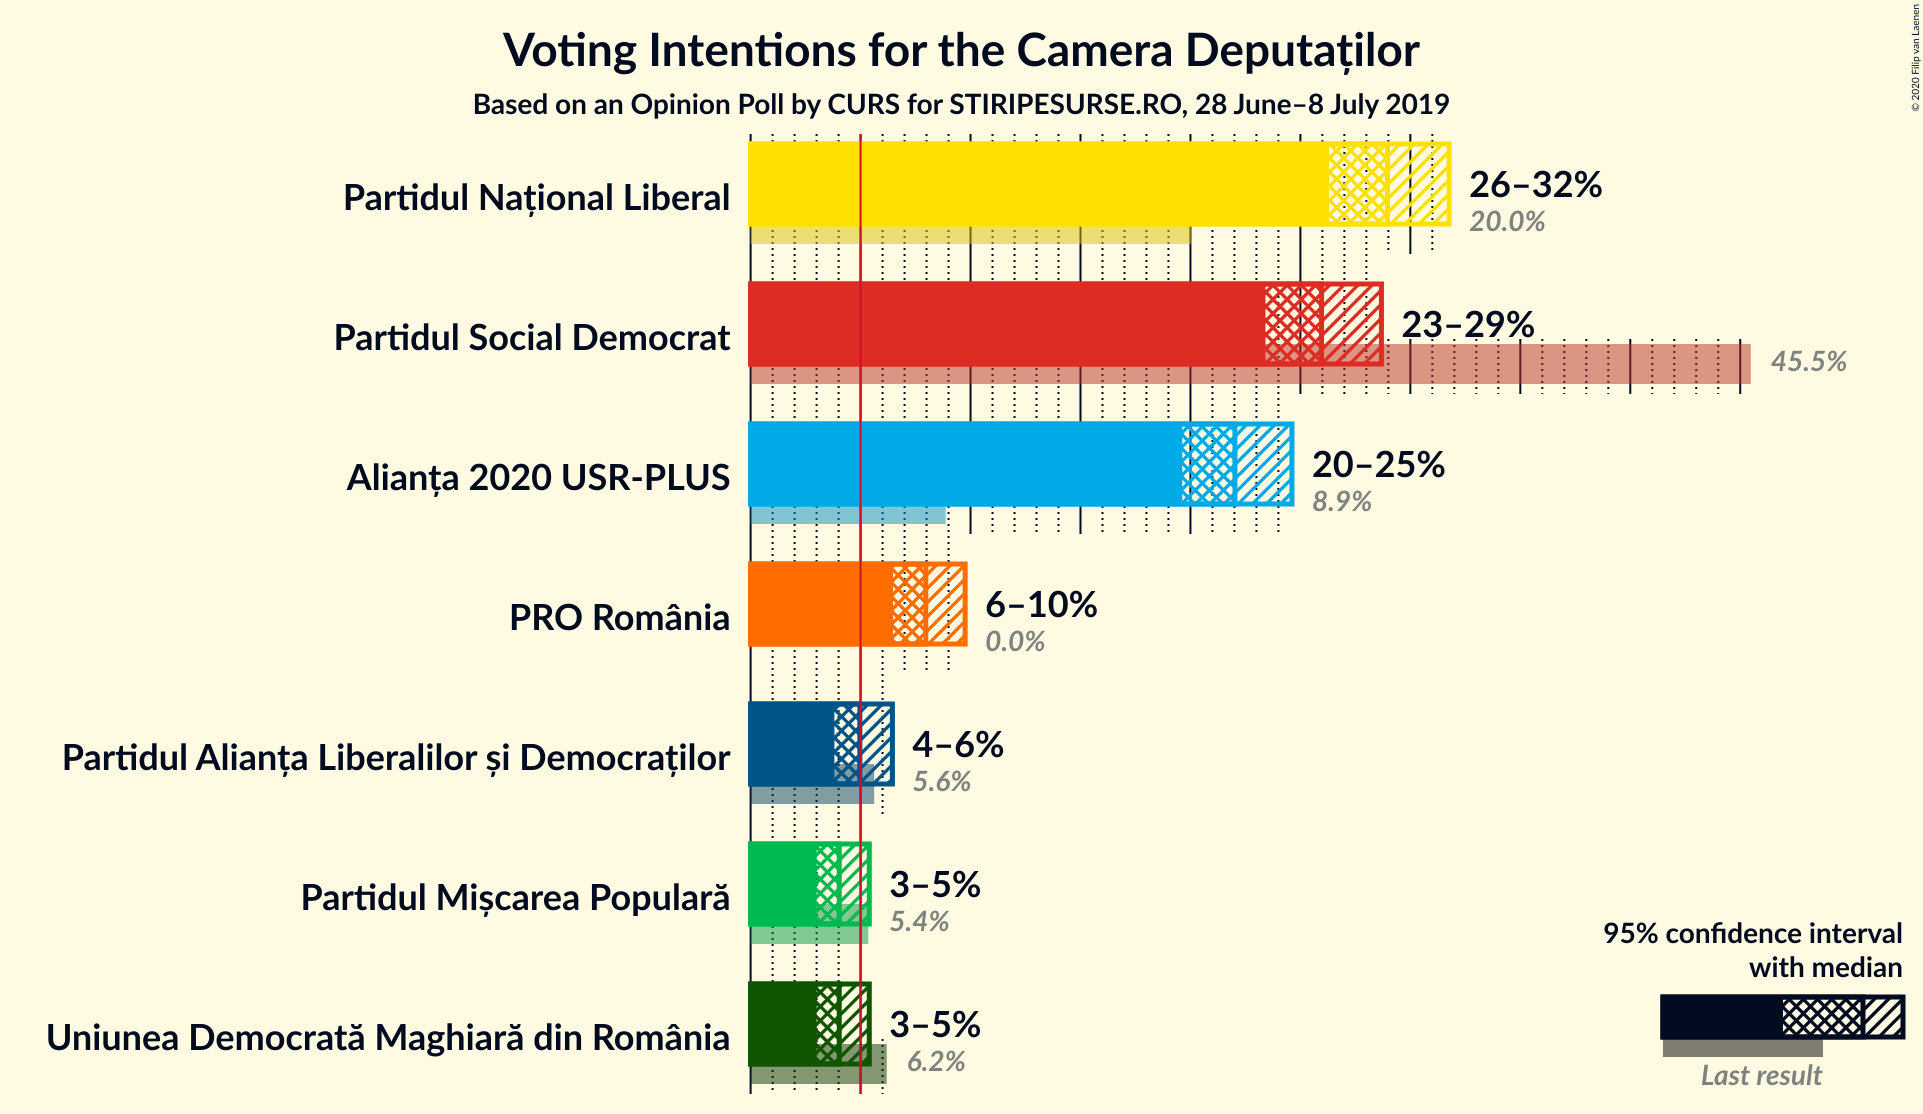 Voting Intentions for the Camera Deputaților
Based on an Opinion Poll by CURS for STIRIPESURSE.RO, 28 June–8 July 2019
© 2020 Filip van Laenen
Partidul Național Liberal
26–32%
20.0%
Partidul Social Democrat
23–29%
45.5%
Alianța 2020 USR-PLUS
20–25%
8.9%
PRO România
6–10%
0.0%
Partidul Alianța Liberalilor și Democraților
4–6%
5.6%
Partidul Mișcarea Populară
3–5%
5.4%
Uniunea Democrată Maghiară din România
3–5%
6.2%
95% confidence interval
with median
Last result